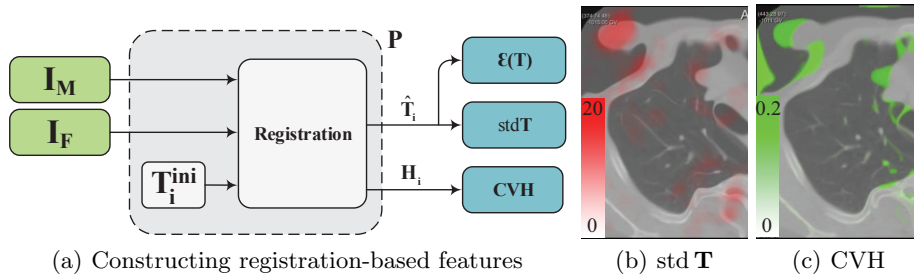 P
I_M
I_F
T_i^ini
Registration
T̂_i
H_i
ε(T)
stdT
CVH
(a) Constructing registration-based features
A
20
0
(b) std T
0.2
0
(c) CVH